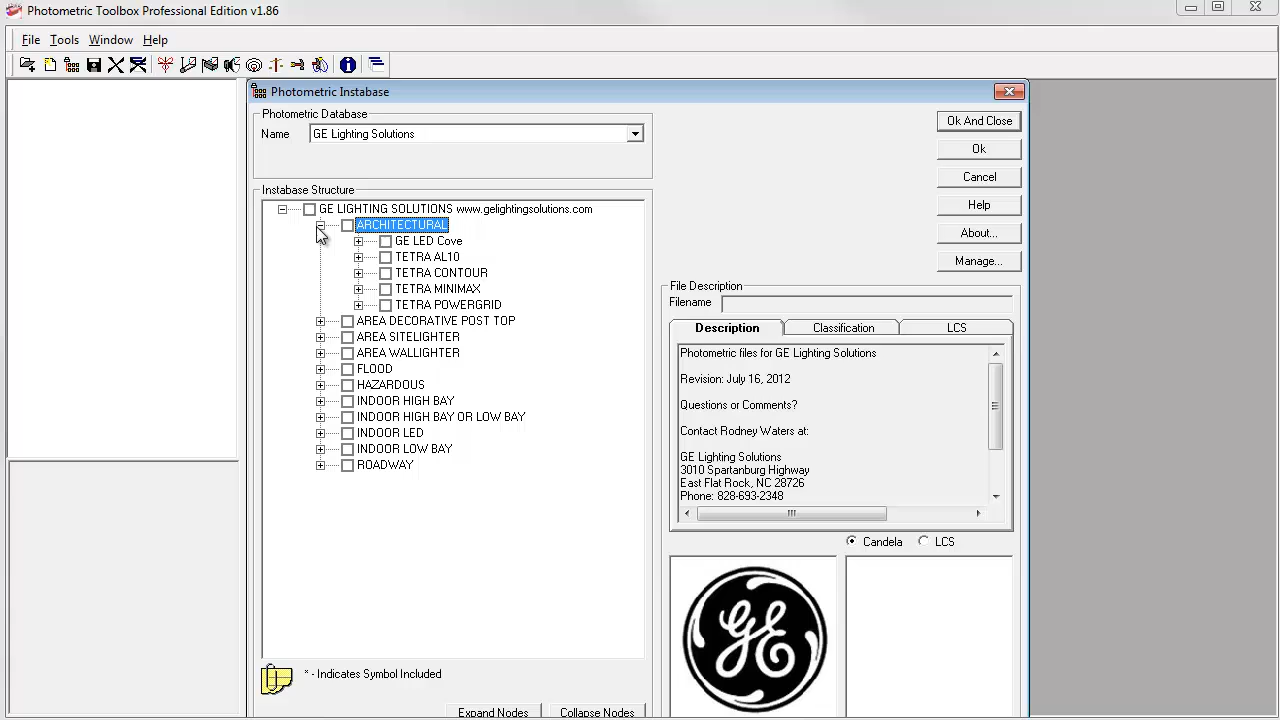 Photometric Toolbox Professional Edition v1.86
File Tools Window Help
Photometric Instabase
Photometric Database
Name GE Lighting Solutions
Ok And Close
Ok
Cancel
Help
About...
Manage...
Instabase Structure
GE LIGHTING SOLUTIONS www.gelightingsolutions.com
ARCHITECTURAL
GE LED Cove
TETRA AL10
TETRA CONTOUR
TETRA MINIMAX
TETRA POWERGRID
AREA DECORATIVE POST TOP
AREA SITELIGHTER
AREA WALLIGHTER
FLOOD
HAZARDOUS
INDOOR HIGH BAY
INDOOR HIGH BAY OR LOW BAY
INDOOR LED
INDOOR LOW BAY
ROADWAY
* - Indicates Symbol Included
Expand Nodes Collapse Nodes
File Description
Filename
Description Classification LCS
Photometric files for GE Lighting Solutions
Revision: July 16, 2012
Questions or Comments?
Contact Rodney Waters at:
GE Lighting Solutions
3010 Spartanburg Highway
East Flat Rock, NC 28726
Phone: 828-693-2348
Candela LCS
GE